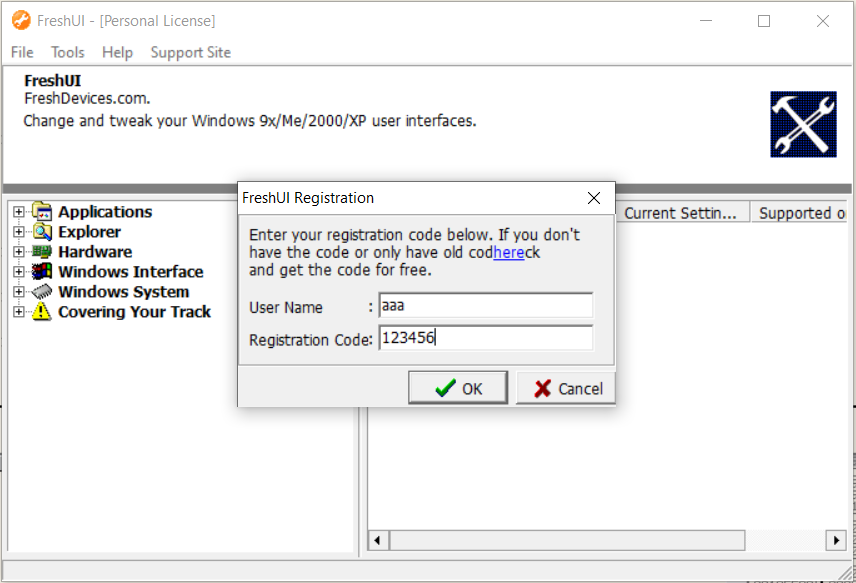 FreshUI - [Personal License]
File Tools Help Support Site
FreshUI
FreshDevices.com.
Change and tweak your Windows 9x/Me/2000/XP user interfaces.
FreshUI Registration
Enter your registration code below. If you don't
have the code or only have old codhereck
and get the code for free.
User Name : aaa
Registration Code: 123456
OK Cancel
Applications
Explorer
Hardware
Windows Interface
Windows System
Covering Your Track
Current Settin... Supported o